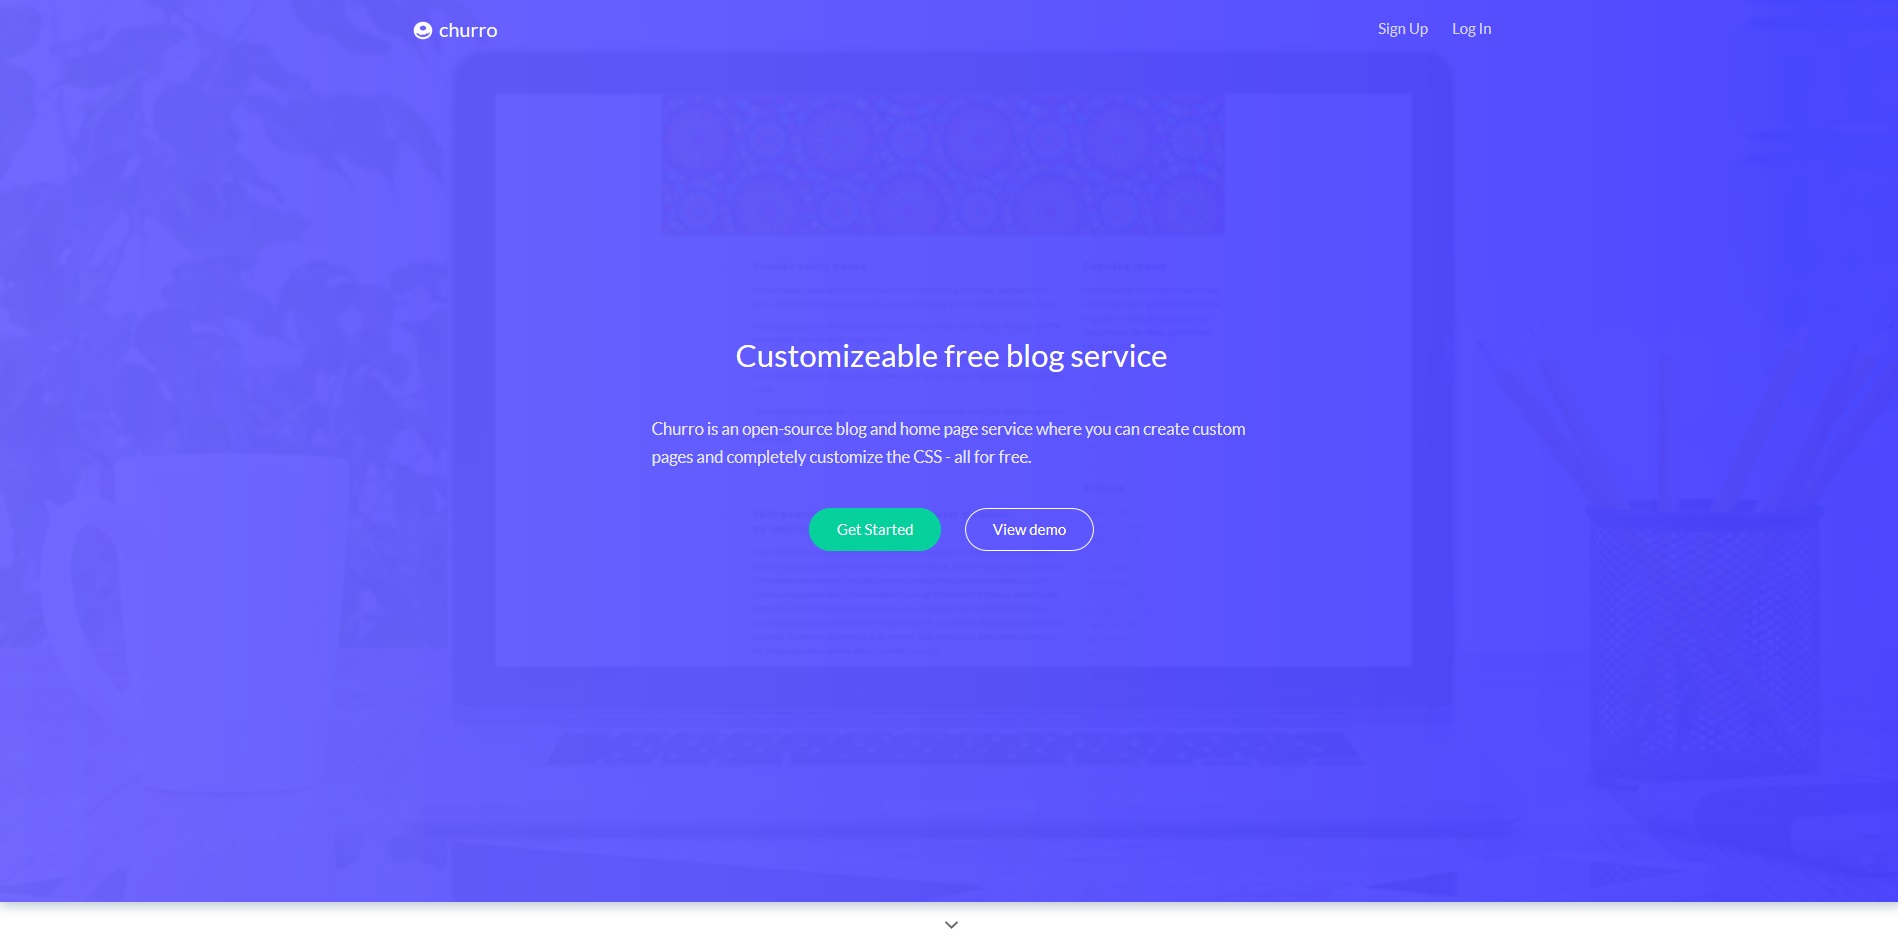 churro
Sign Up
Log In
Customizeable free blog service
Churro is an open-source blog and home page service where you can create custom
pages and completely customize the CSS - all for free.
Get Started
View demo